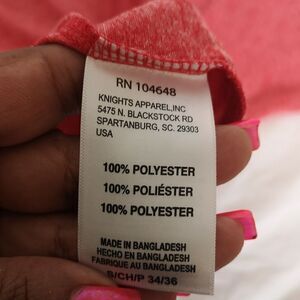 RN 104648
KNIGHTS APPAREL,INC
5475 N. BLACKSTOCK RD
SPARTANBURG, SC. 29303
USA
100% POLYESTER
100% POLIÉSTER
100% POLYESTER
MADE IN BANGLADESH
HECHO EN BANGLADESH
FABRIQUE AU BANGLADESH
S/CH/P 34/36